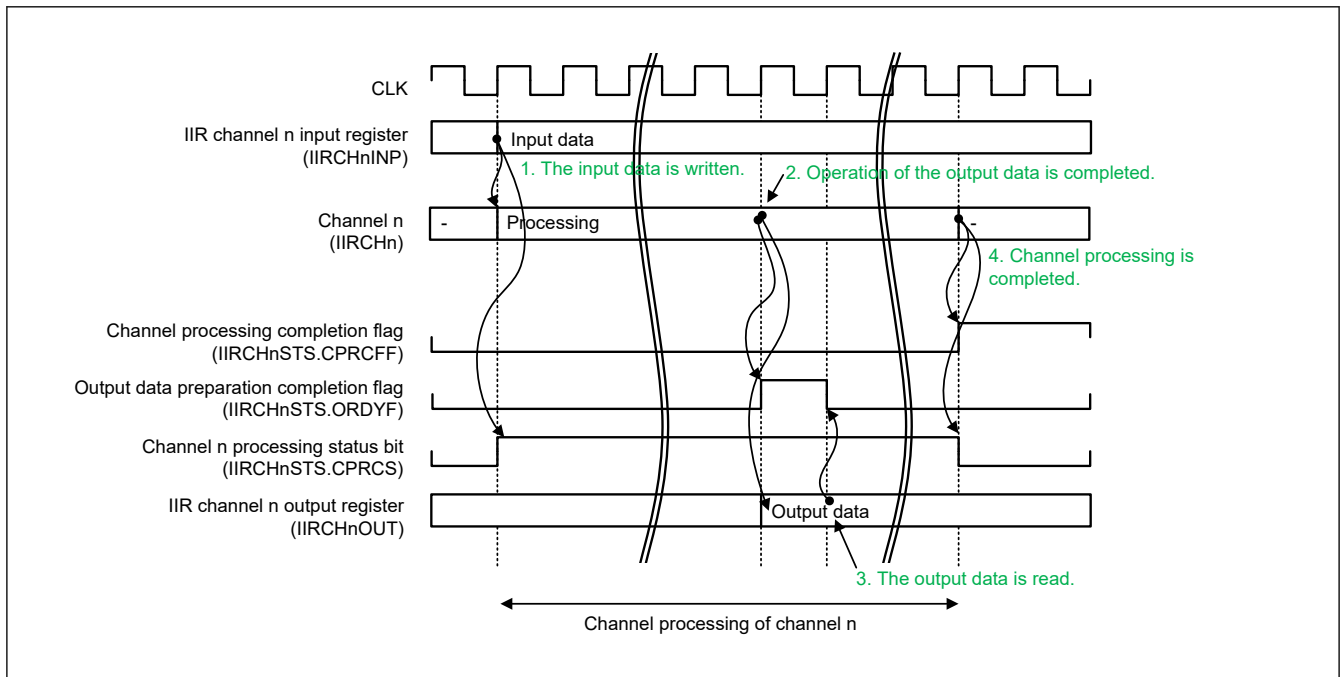 CLK
IIR channel n input register
(IIRCHnINP)
Input data
1. The input data is written.
2. Operation of the output data is completed.
Channel n
(IIRCHn)
-
Processing
-
4. Channel processing is
completed.
Channel processing completion flag
(IIRCHnSTS.CPRCFF)
Output data preparation completion flag
(IIRCHnSTS.ORDYF)
Channel n processing status bit
(IIRCHnSTS.CPRCS)
IIR channel n output register
(IIRCHnOUT)
Output data
3. The output data is read.
Channel processing of channel n